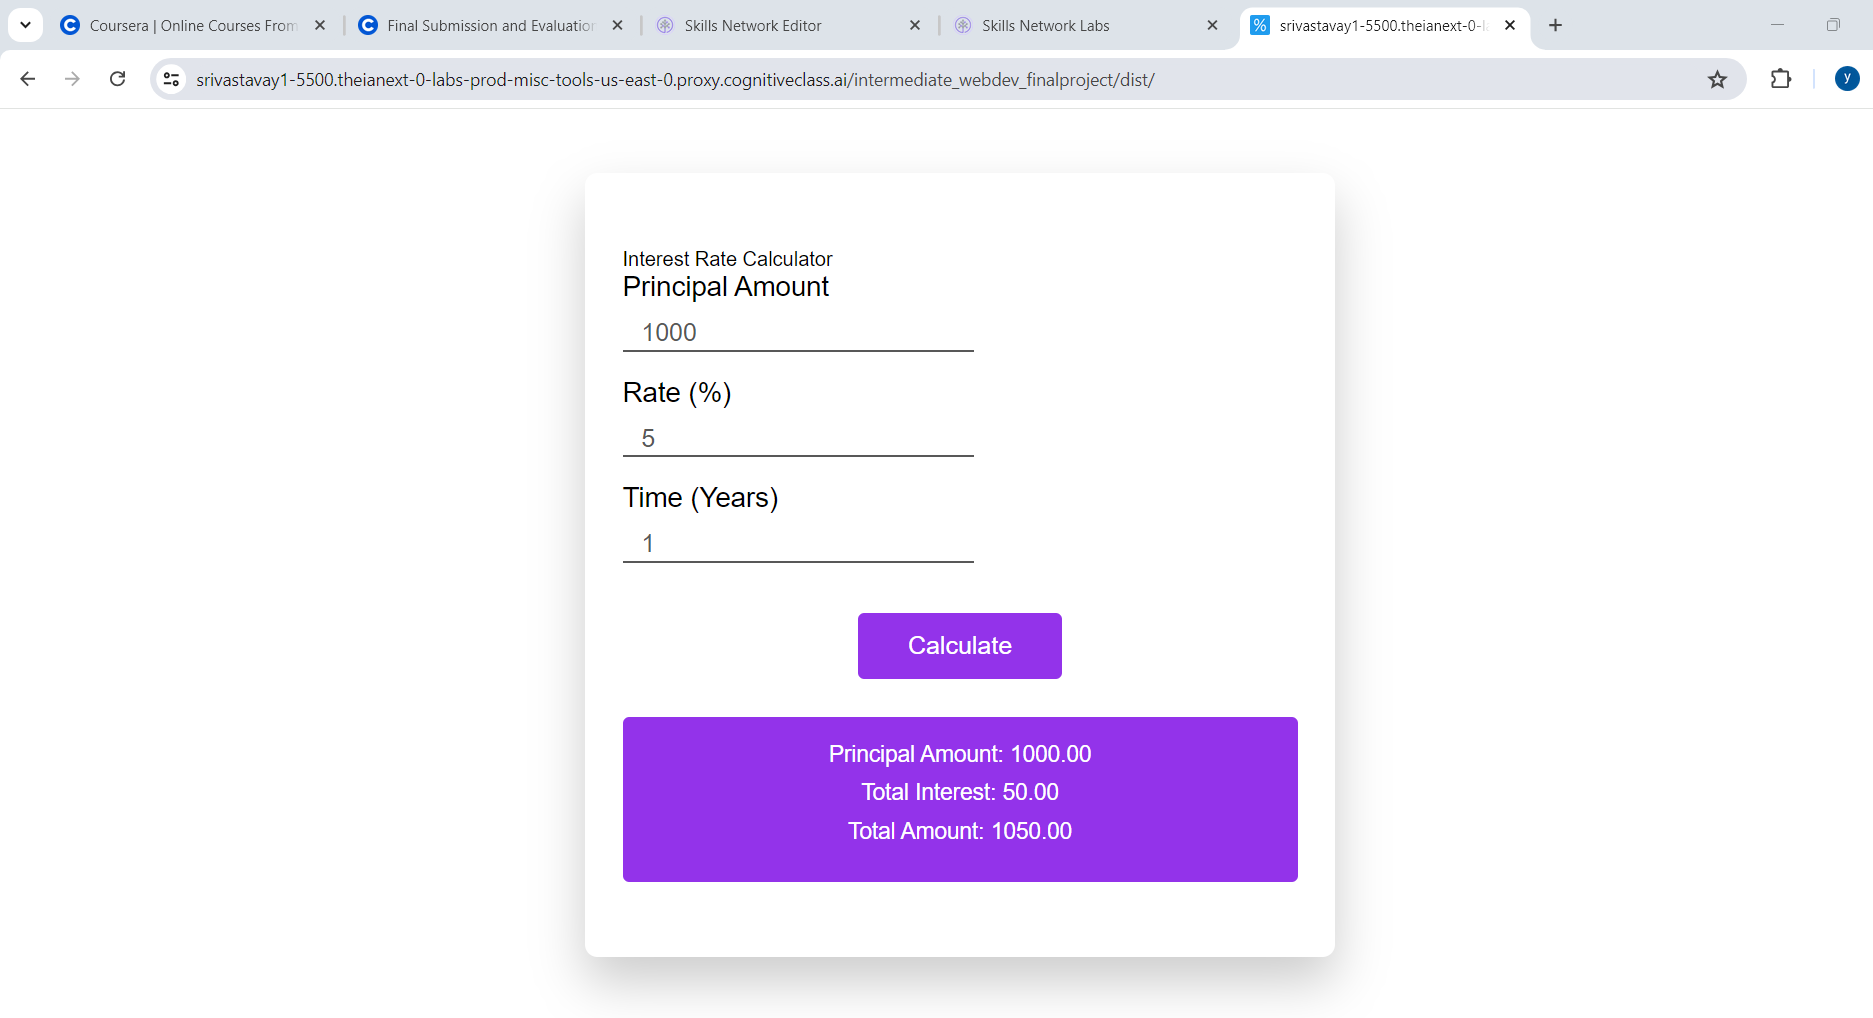 Coursera | Online Courses From
Final Submission and Evaluation
Skills Network Editor
Skills Network Labs
srivastavay1-5500.theianext-0-l
srivastavay1-5500.theianext-0-labs-prod-misc-tools-us-east-0.proxy.cognitiveclass.ai/intermediate_webdev_finalproject/dist/
y
Interest Rate Calculator
Principal Amount
1000
Rate (%)
5
Time (Years)
1
Calculate
Principal Amount: 1000.00
Total Interest: 50.00
Total Amount: 1050.00